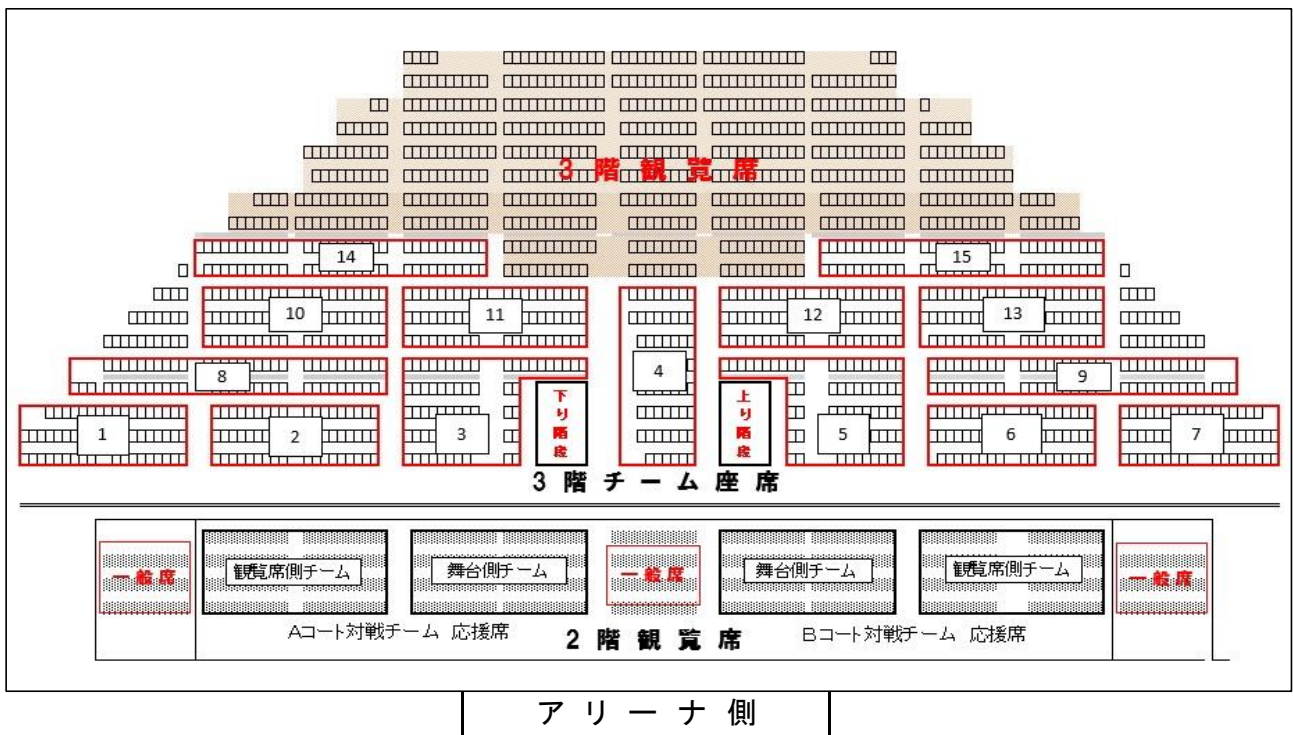 3階観覧席
14
15
10
11
12
13
4
8
9
下り階段
上り階段
1
2
3
5
6
7
3階チーム座席
一般席
観覧席側チーム
舞台側チーム
一般席
舞台側チーム
観覧席側チーム
一般席
Aコート対戦チーム 応援席
2階観覧席
Bコート対戦チーム 応援席
アリーナ側